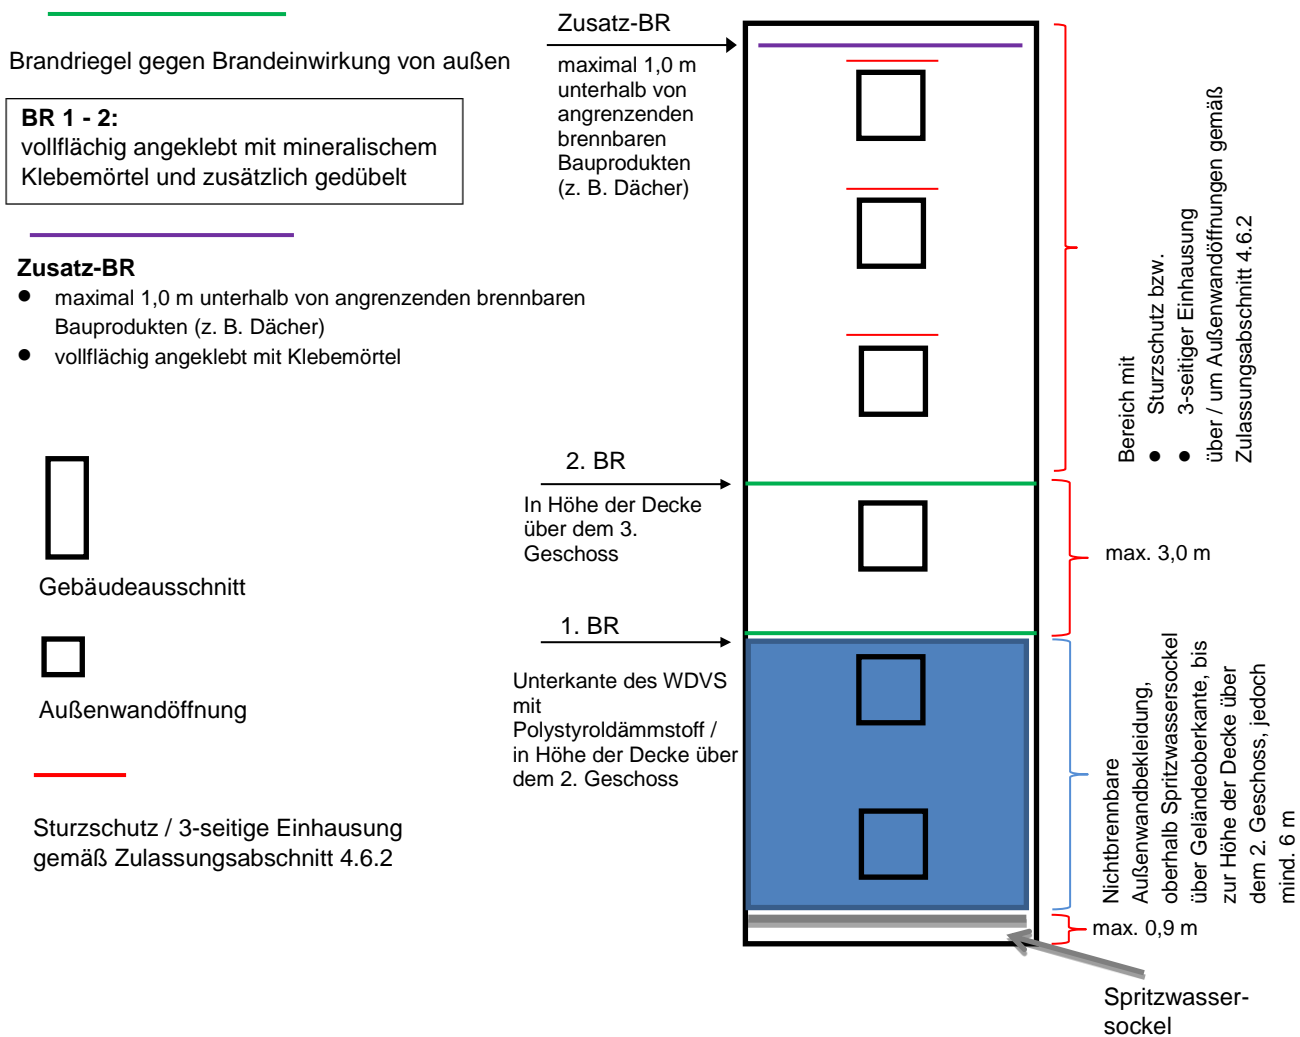 Brandriegel gegen Brandeinwirkung von außen
BR 1 - 2:
vollflächig angeklebt mit mineralischem
Klebemörtel und zusätzlich gedübelt
Zusatz-BR
● maximal 1,0 m unterhalb von angrenzenden brennbaren
Bauprodukten (z. B. Dächer)
● vollflächig angeklebt mit Klebemörtel
Gebäudeausschnitt
Außenwandöffnung
Sturzschutz / 3-seitige Einhausung
gemäß Zulassungsabschnitt 4.6.2
Zusatz-BR
maximal 1,0 m
unterhalb von
angrenzenden
brennbaren
Bauprodukten
(z. B. Dächer)
2. BR
In Höhe der Decke
über dem 3.
Geschoss
1. BR
Unterkante des WDVS
mit
Polystyroldämmstoff /
in Höhe der Decke über
dem 2. Geschoss
Bereich mit
● Sturzschutz bzw.
● 3-seitiger Einhausung
über / um Außenwandöffnungen gemäß
Zulassungsabschnitt 4.6.2
max. 3,0 m
Nichtbrennbare
Außenwandbekleidung,
oberhalb Spritzwassersockel
über Geländeoberkante, bis
zur Höhe der Decke über
dem 2. Geschoss, jedoch
mind. 6 m
max. 0,9 m
Spritzwasser-
sockel